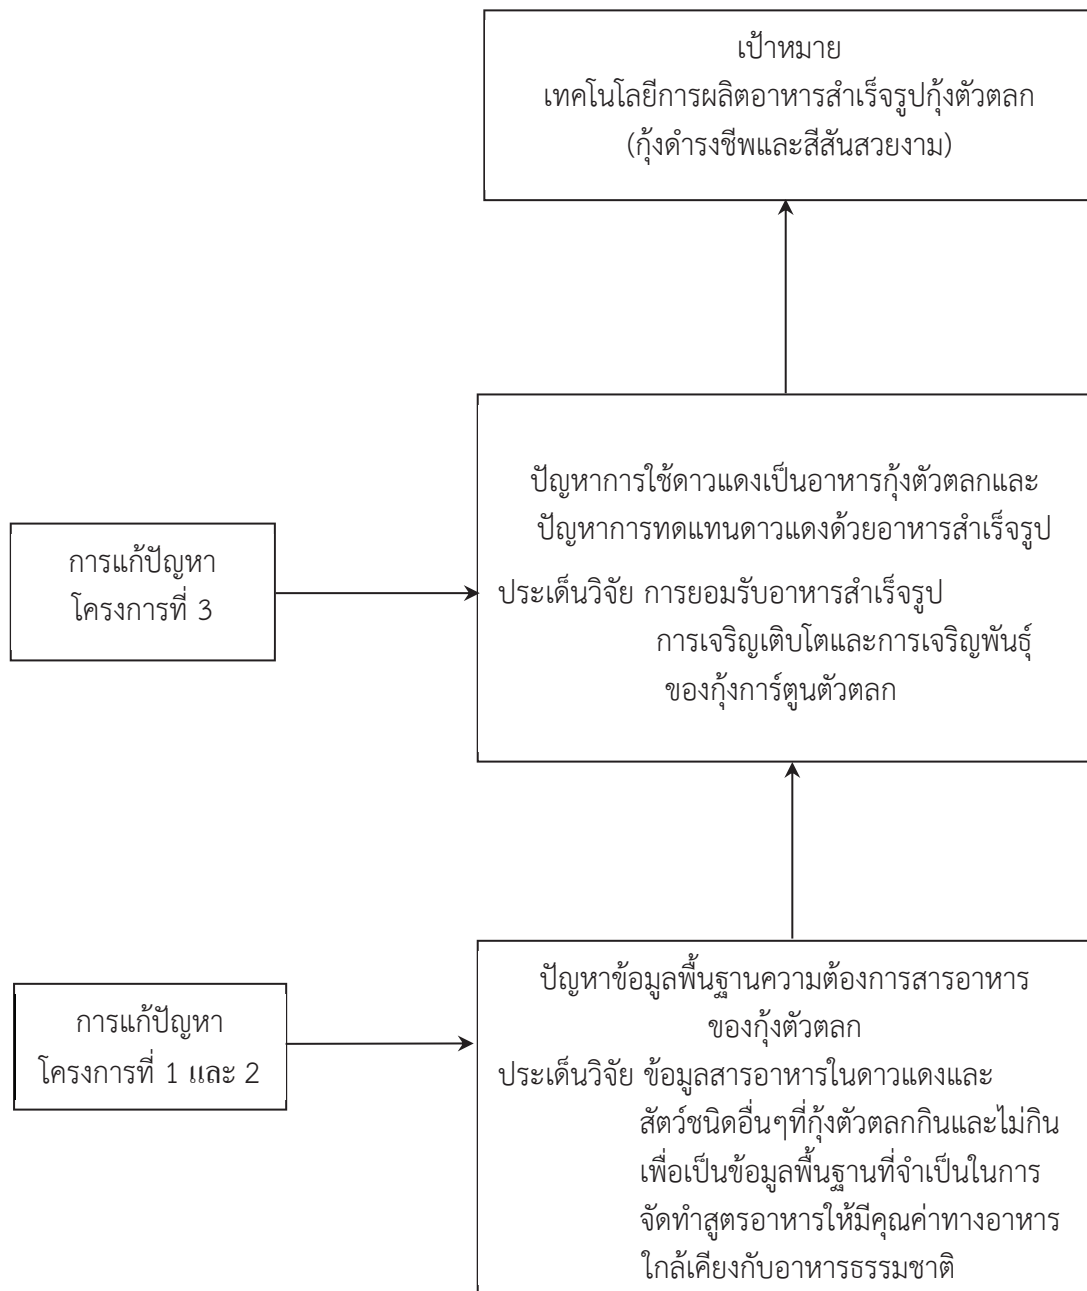 เป้าหมาย
เทคโนโลยีการผลิตอาหารสำเร็จรูปกุ้งตัวตลก
(กุ้งดำรงชีพและสีสันสวยงาม)
ปัญหาการใช้ดาวแดงเป็นอาหารกุ้งตัวตลกและ
ปัญหาการทดแทนดาวแดงด้วยอาหารสำเร็จรูป
ประเด็นวิจัย การยอมรับอาหารสำเร็จรูป
การเจริญเติบโตและการเจริญพันธุ์
ของกุ้งการ์ตูนตัวตลก
การแก้ปัญหา
โครงการที่ 3
ปัญหาข้อมูลพื้นฐานความต้องการสารอาหาร
ของกุ้งตัวตลก
ประเด็นวิจัย ข้อมูลสารอาหารในดาวแดงและ
สัตว์ชนิดอื่นๆที่กุ้งตัวตลกกินและไม่กิน
เพื่อเป็นข้อมูลพื้นฐานที่จำเป็นในการ
จัดทำสูตรอาหารให้มีคุณค่าทางอาหาร
ใกล้เคียงกับอาหารธรรมชาติ
การแก้ปัญหา
โครงการที่ 1 และ 2